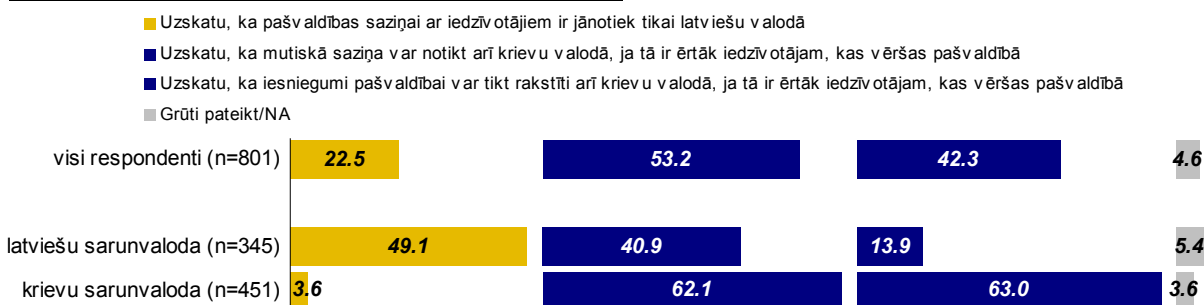 Uzskatu, ka pašvaldības saziņai ar iedzīvotājiem ir jānotiek tikai latviešu valodā
Uzskatu, ka mutiskā saziņa var notikt arī krievu valodā, ja tā ir ērtāk iedzīvotājam, kas vēršas pašvaldībā
Uzskatu, ka iesniegumi pašvaldībai var tikt rakstīti arī krievu valodā, ja tā ir ērtāk iedzīvotājam, kas vēršas pašvaldībā
Grūti pateikt/NA
visi respondenti (n=801) 22.5 53.2 42.3 4.6
latviešu sarunvaloda (n=345) 49.1 40.9 13.9 5.4
krievu sarunvaloda (n=451) 3.6 62.1 63.0 3.6